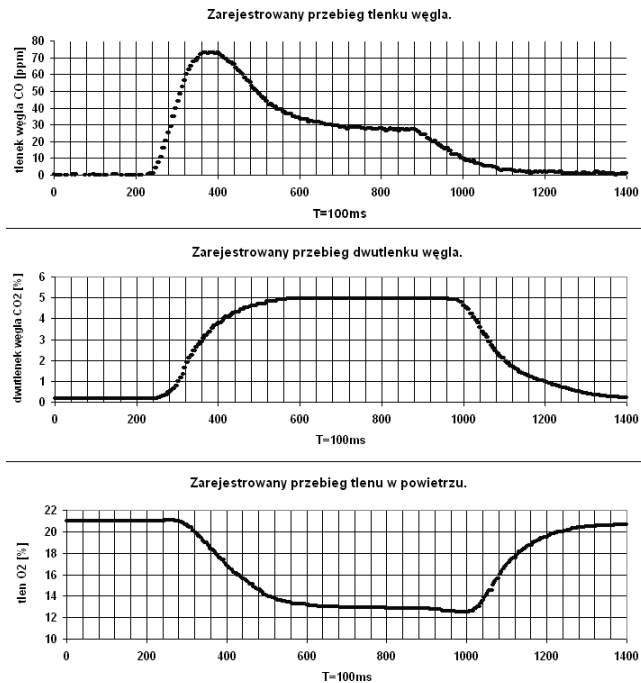 Zarejestrowany przebieg tlenku węgla.
tlenek węgla CO [ppm]
80
70
60
50
40
30
20
10
0
0 200 400 600 800 1000 1200 1400
T=100ms
Zarejestrowany przebieg dwutlenku węgla.
dwutlenek węgla CO2 [%]
6
5
4
3
2
1
0
0 200 400 600 800 1000 1200 1400
T=100ms
Zarejestrowany przebieg tlenu w powietrzu.
tlen O2 [%]
22
20
18
16
14
12
10
0 200 400 600 800 1000 1200 1400
T=100ms